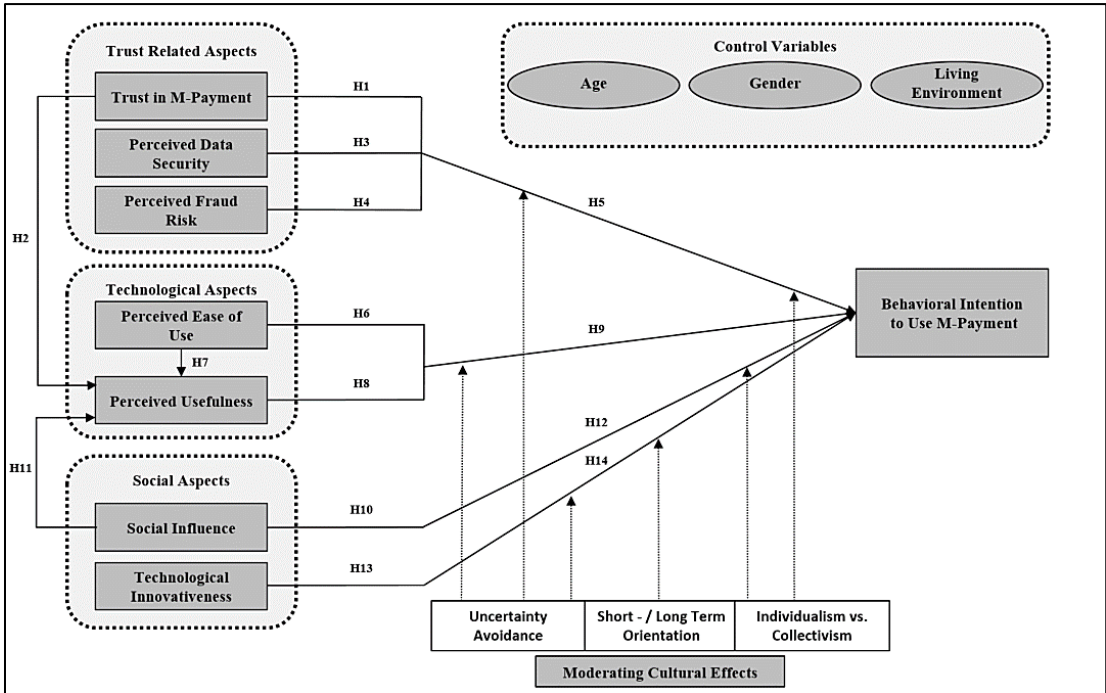 Trust Related Aspects
Trust in M-Payment
Perceived Data
Security
Perceived Fraud
Risk
H1
H3
H4
H2
Control Variables
Age
Gender
Living
Environment
H5
Technological Aspects
Perceived Ease of
Use
H7
Perceived Usefulness
H6
H8
H9
Behavioral Intention
to Use M-Payment
H11
H12
H14
Social Aspects
Social Influence
Technological
Innovativeness
H10
H13
Uncertainty
Avoidance
Short - / Long Term
Orientation
Individualism vs.
Collectivism
Moderating Cultural Effects